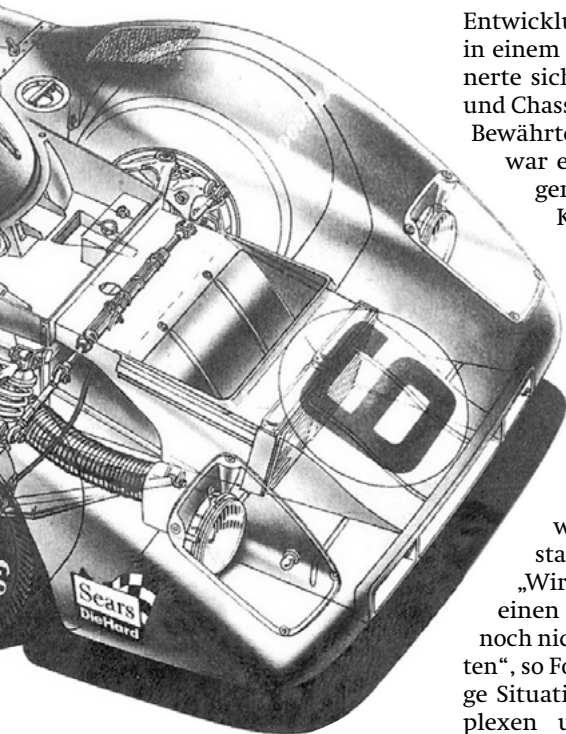 Entwicklu
in einem
nerte sich
und Chass
Bewährte
war e
gen
K
6
Sears
DieHard
w
sta
„Wir
einen
noch nic
ten“, so Fo
ge Situati
plexen u